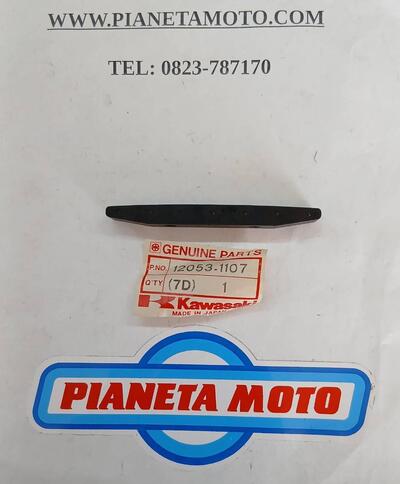 WWW.PIANETAMOTO.COM
TEL: 0823-787170
GENUINE PARTS
P.NO. 12053-1107
Q'TY (7D) 1
Kawasaki
MADE IN JAPAN
PIANETA MOTO